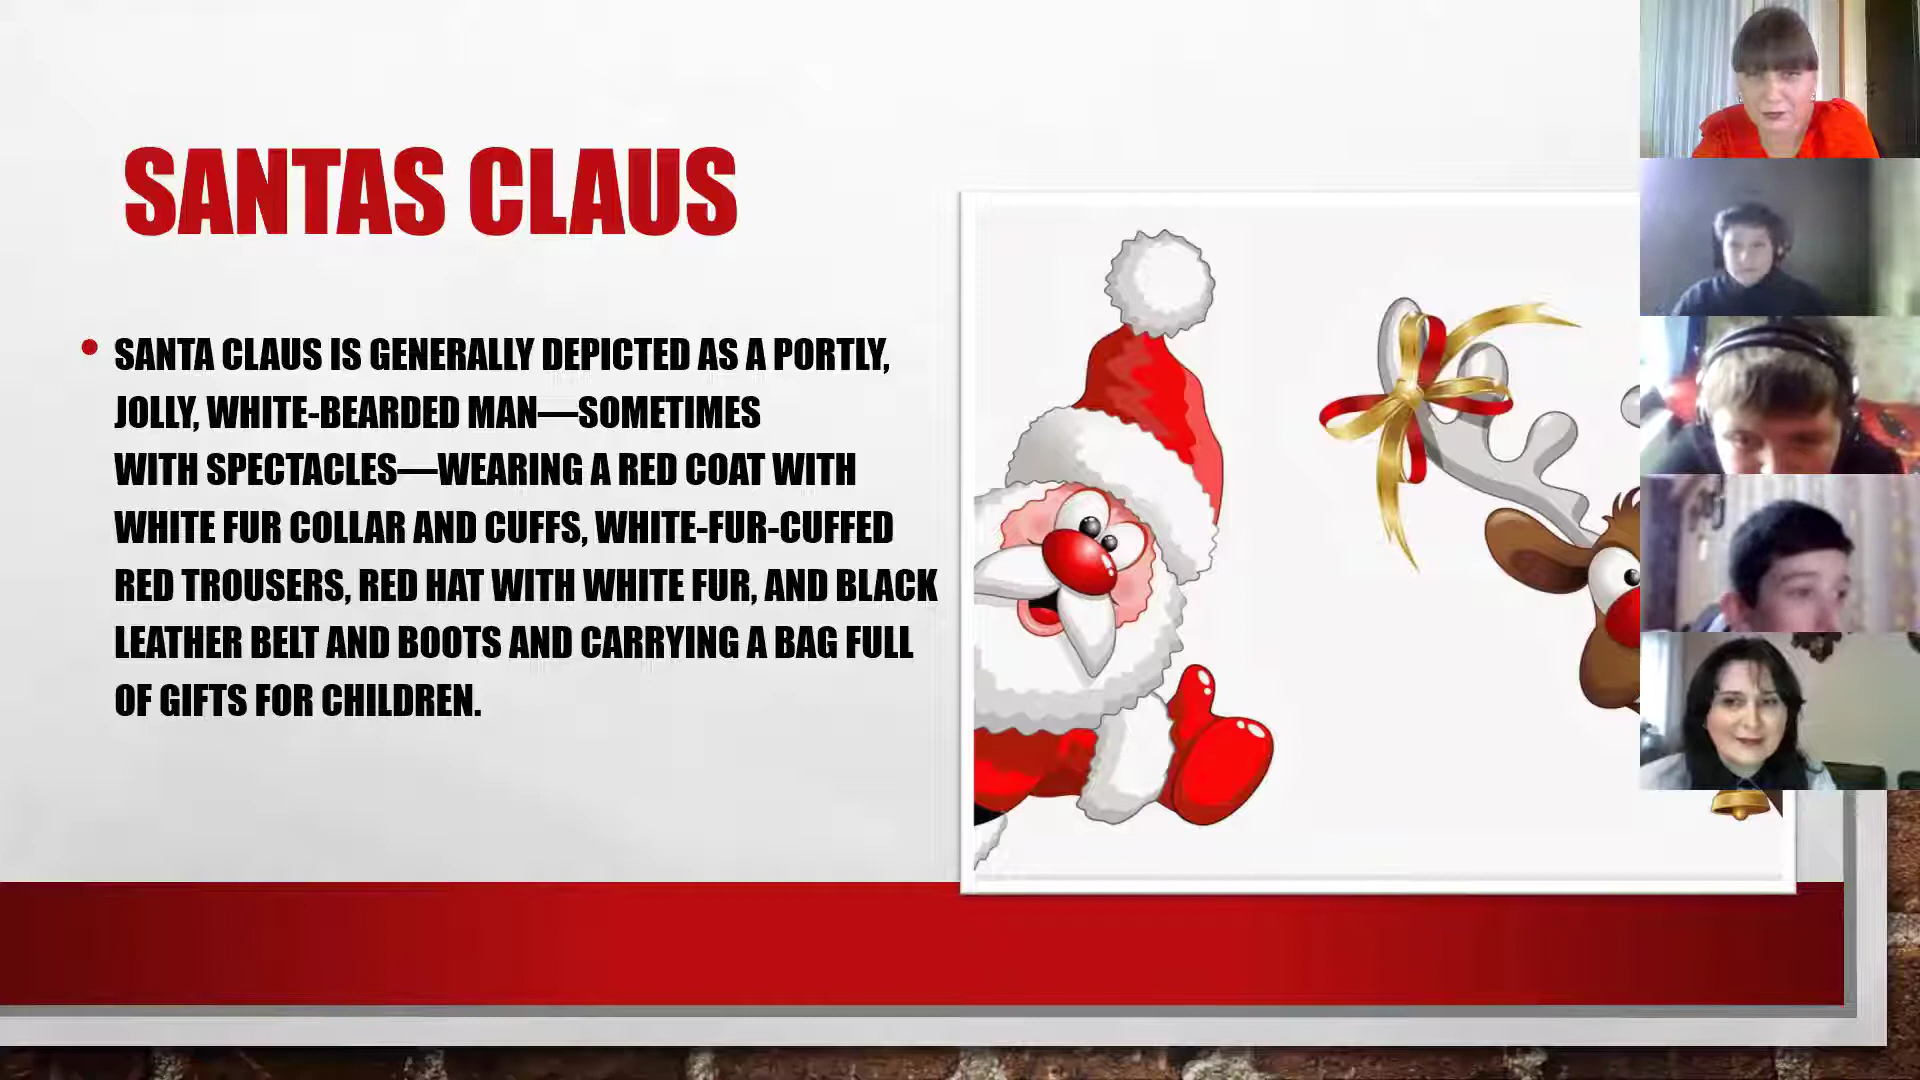 SANTAS CLAUS
• SANTA CLAUS IS GENERALLY DEPICTED AS A PORTLY,
JOLLY, WHITE-BEARDED MAN—SOMETIMES
WITH SPECTACLES—WEARING A RED COAT WITH
WHITE FUR COLLAR AND CUFFS, WHITE-FUR-CUFFED
RED TROUSERS, RED HAT WITH WHITE FUR, AND BLACK
LEATHER BELT AND BOOTS AND CARRYING A BAG FULL
OF GIFTS FOR CHILDREN.